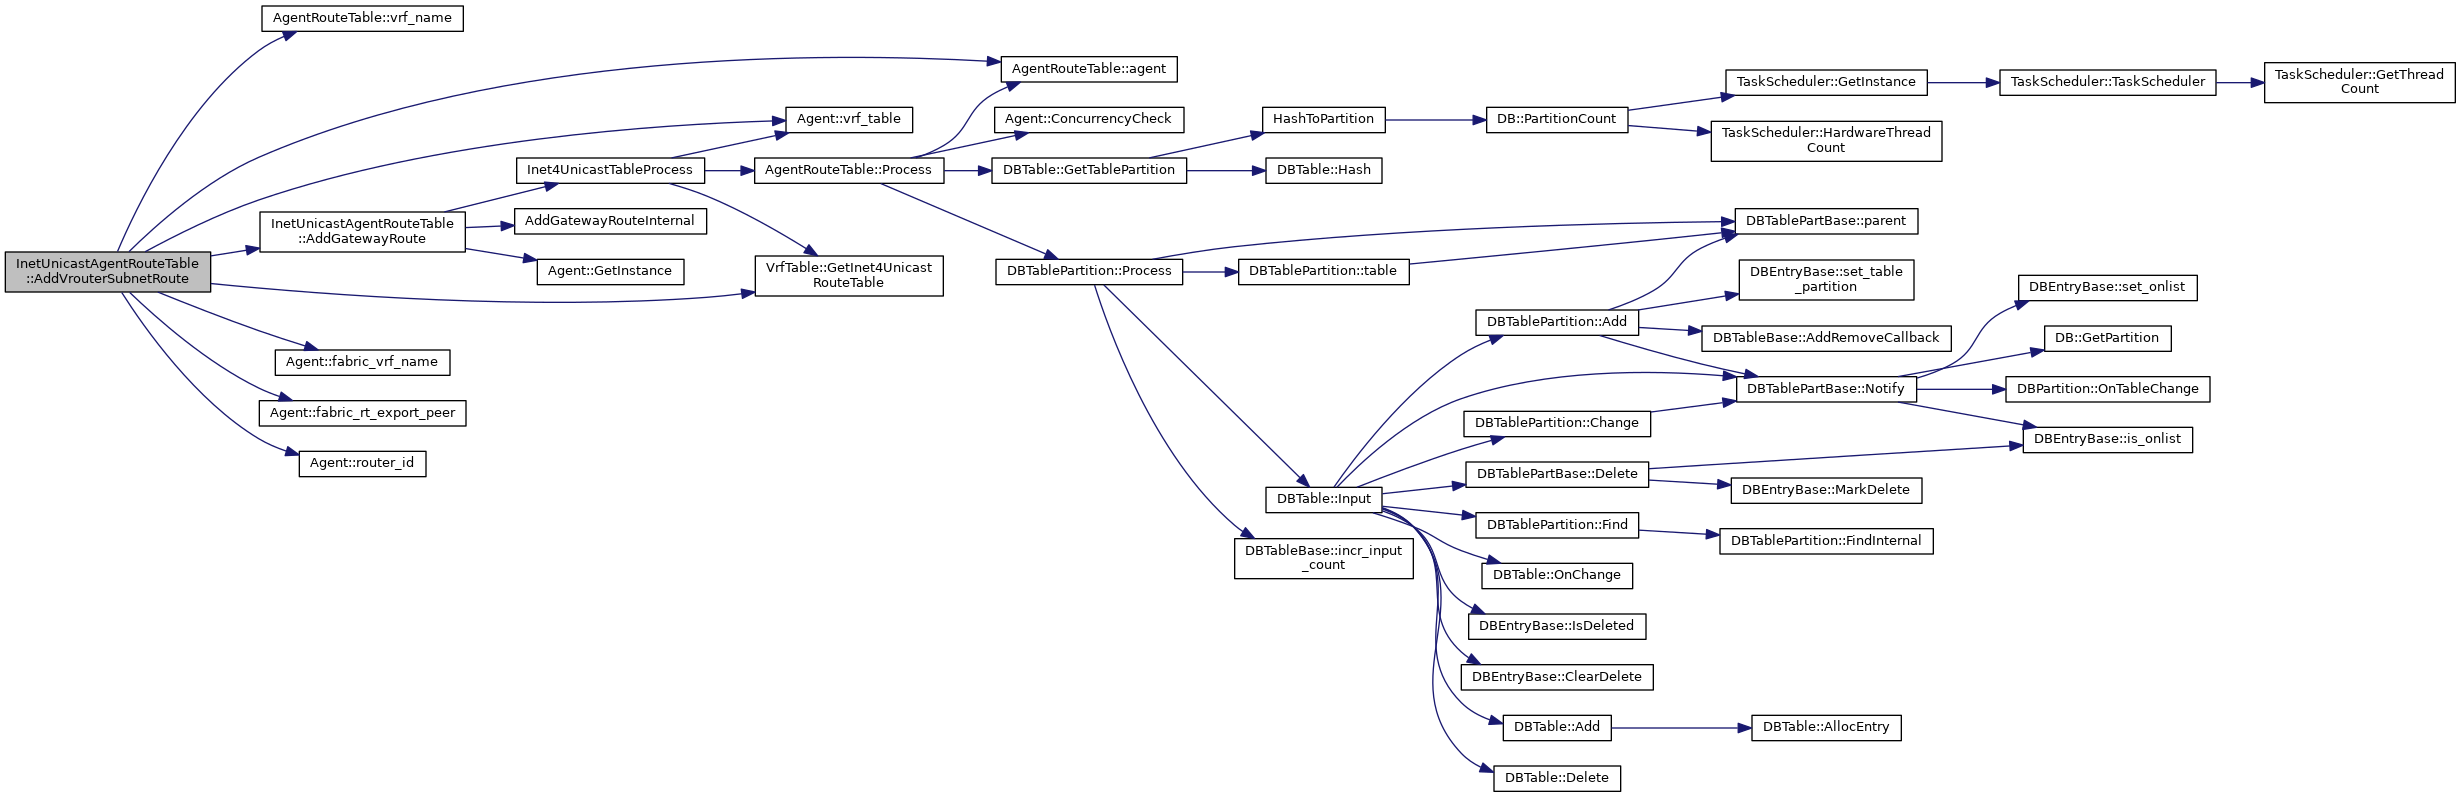 AgentRouteTable::vrf_name
AgentRouteTable::agent
TaskScheduler::GetInstance
TaskScheduler::TaskScheduler
TaskScheduler::GetThread
Count
Agent::vrf_table
Agent::ConcurrencyCheck
HashToPartition
DB::PartitionCount
TaskScheduler::HardwareThread
Count
Inet4UnicastTableProcess
AgentRouteTable::Process
DBTable::GetTablePartition
DBTable::Hash
InetUnicastAgentRouteTable
::AddGatewayRoute
AddGatewayRouteInternal
DBTablePartBase::parent
InetUnicastAgentRouteTable
::AddVrouterSubnetRoute
Agent::GetInstance
VrfTable::GetInet4Unicast
RouteTable
DBTablePartition::Process
DBTablePartition::table
DBEntryBase::set_table
_partition
DBEntryBase::set_onlist
DBTablePartition::Add
DBTableBase::AddRemoveCallback
DB::GetPartition
Agent::fabric_vrf_name
DBTablePartBase::Notify
DBPartition::OnTableChange
Agent::fabric_rt_export_peer
DBTablePartition::Change
DBEntryBase::is_onlist
Agent::router_id
DBTablePartBase::Delete
DBEntryBase::MarkDelete
DBTable::Input
DBTablePartition::Find
DBTablePartition::FindInternal
DBTableBase::incr_input
_count
DBTable::OnChange
DBEntryBase::IsDeleted
DBEntryBase::ClearDelete
DBTable::Add
DBTable::AllocEntry
DBTable::Delete